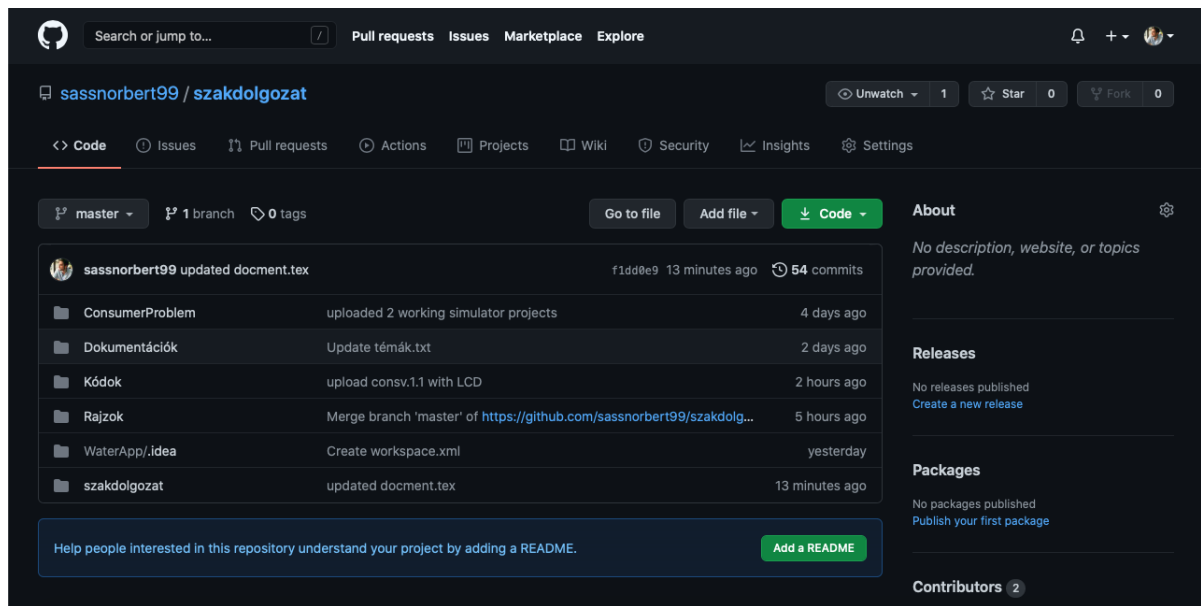 Search or jump to... /
Pull requests Issues Marketplace Explore
sassnorbert99 / szakdolgozat
Unwatch 1 Star 0 Fork 0
Code Issues Pull requests Actions Projects Wiki Security Insights Settings
master 1 branch 0 tags
Go to file Add file Code
sassnorbert99 updated docment.tex f1dd0e9 13 minutes ago 54 commits
ConsumerProblem uploaded 2 working simulator projects 4 days ago
Dokumentációk Update témák.txt 2 days ago
Kódok upload consv.1.1 with LCD 2 hours ago
Rajzok Merge branch 'master' of https://github.com/sassnorbert99/szakdolg... 5 hours ago
WaterApp/.idea Create workspace.xml yesterday
szakdolgozat updated docment.tex 13 minutes ago
Help people interested in this repository understand your project by adding a README. Add a README
About
No description, website, or topics
provided.
Releases
No releases published
Create a new release
Packages
No packages published
Publish your first package
Contributors 2